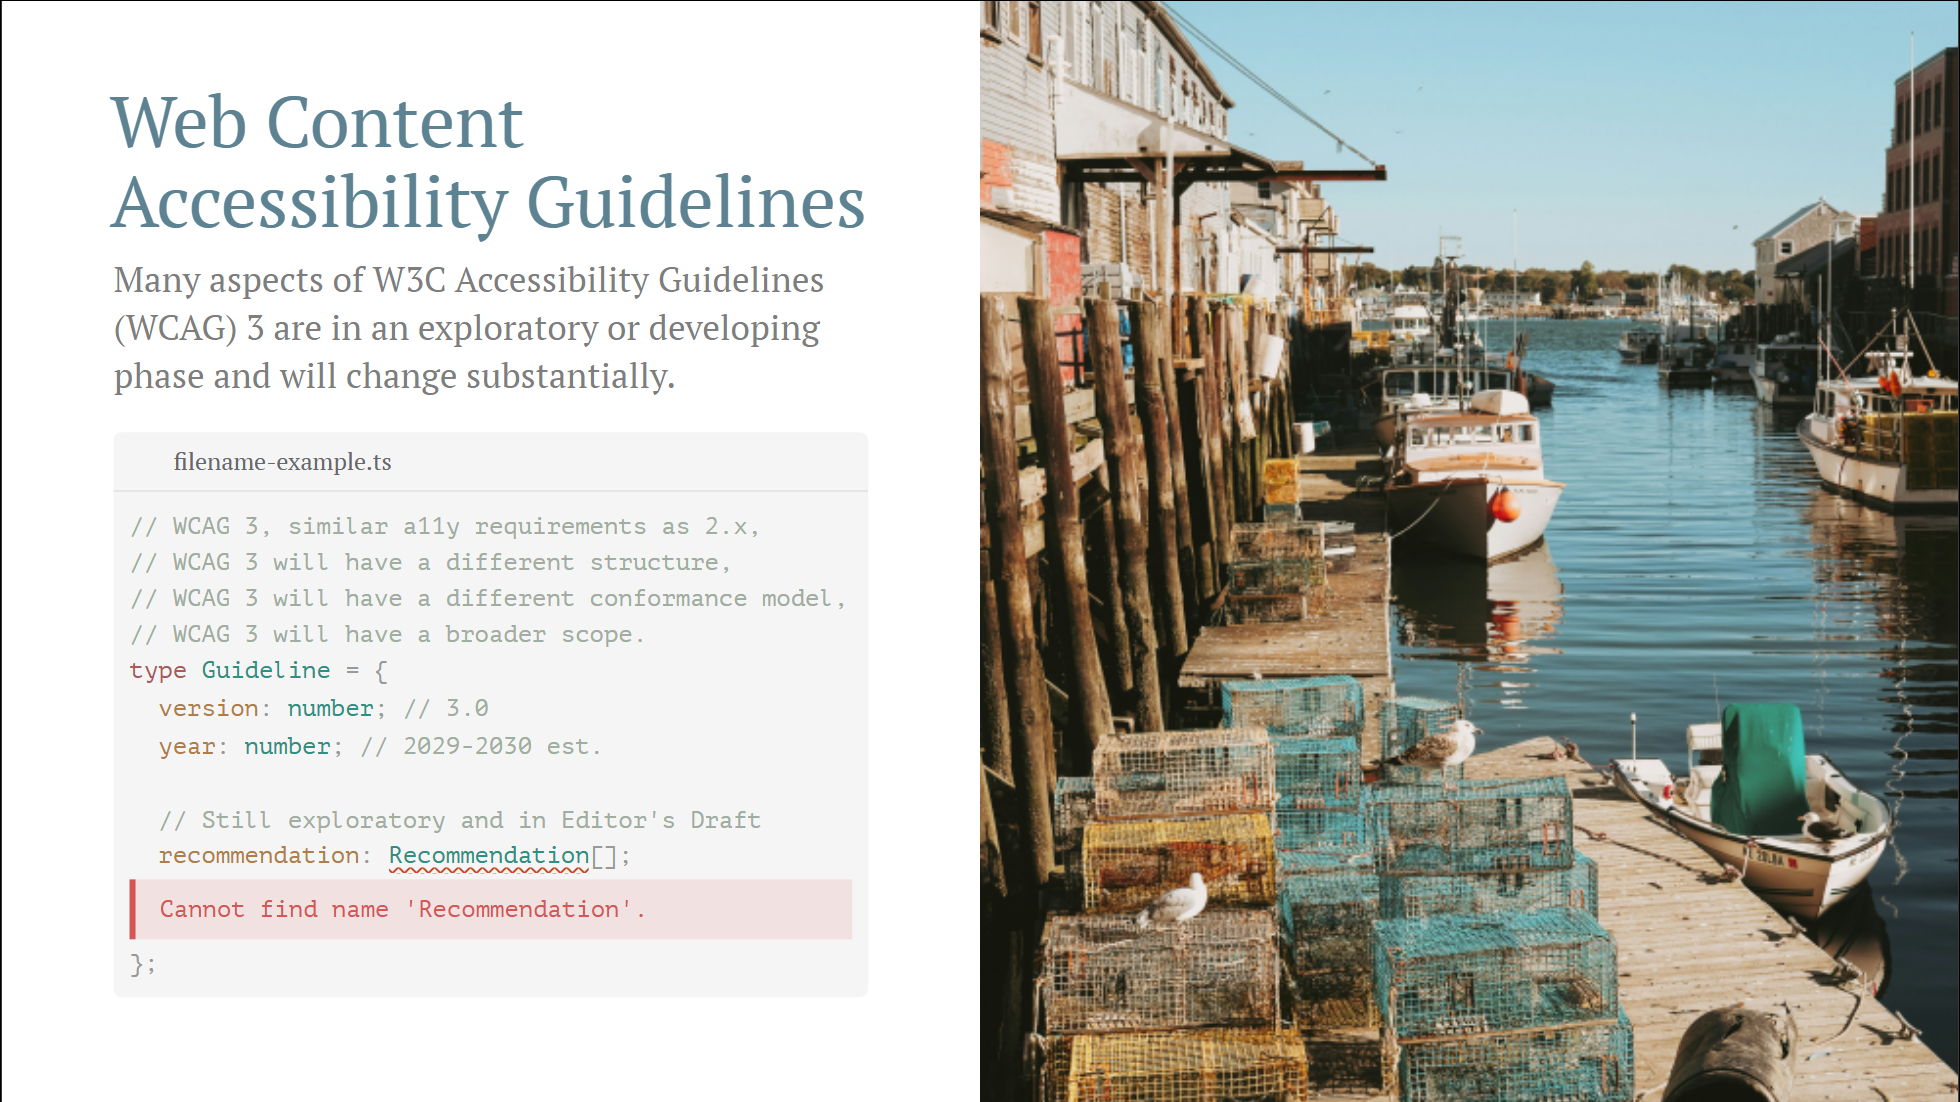 Web Content
Accessibility Guidelines
Many aspects of W3C Accessibility Guidelines
(WCAG) 3 are in an exploratory or developing
phase and will change substantially.
filename-example.ts
// WCAG 3, similar a11y requirements as 2.x,
// WCAG 3 will have a different structure,
// WCAG 3 will have a different conformance model,
// WCAG 3 will have a broader scope.
type Guideline = {
  version: number; // 3.0
  year: number; // 2029-2030 est.
  // Still exploratory and in Editor's Draft
  recommendation: Recommendation[];
  Cannot find name 'Recommendation'.
};